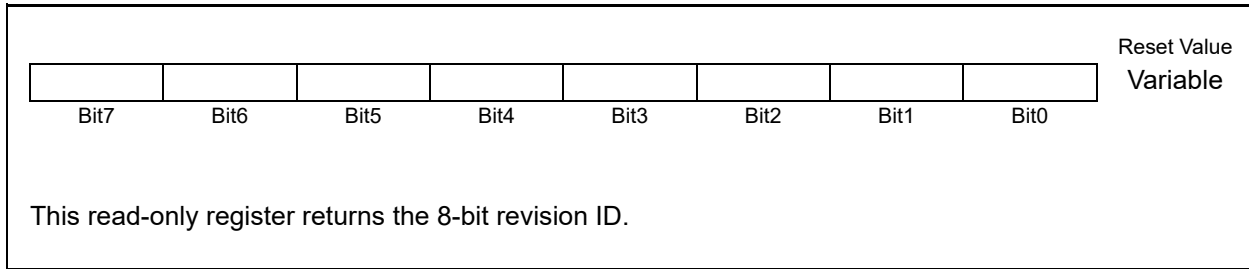 Reset Value
Variable
Bit7 Bit6 Bit5 Bit4 Bit3 Bit2 Bit1 Bit0
This read-only register returns the 8-bit revision ID.